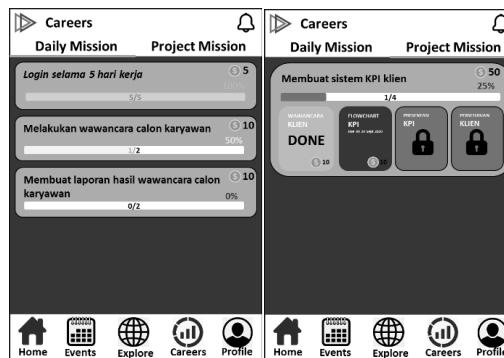 Careers
Daily Mission Project Mission
Login selama 5 hari kerja
5
100%
5/5
Melakukan wawancara calon karyawan
10
50%
1/2
Membuat laporan hasil wawancara calon
karyawan
10
0%
0/2
Home Events Explore Careers Profile
Careers
Daily Mission Project Mission
Membuat sistem KPI klien
50
25%
1/4
WAWANCARA
KLIEN
DONE
10
FLOWCHART
KPI
10
KPI
KLIEN
Home Events Explore Careers Profile